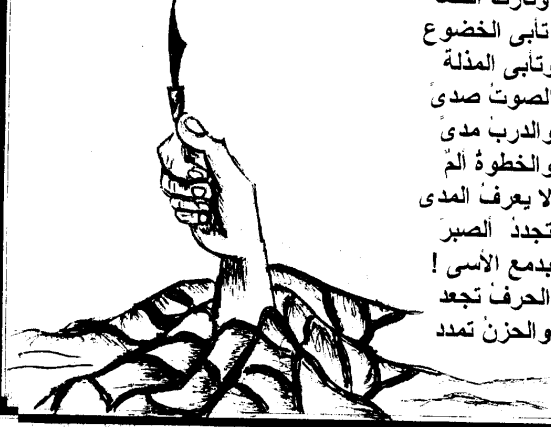 تأبى الخضوع
وتأبى المذلة
الصوتُ صدىً
والدربُ مدىً
والخطوةُ ألمٌ
لا يعرفُ المدى
تجددُ الصبرَ
بدمع الأسى !
الحرفُ تجعد
والحزنُ تمدد